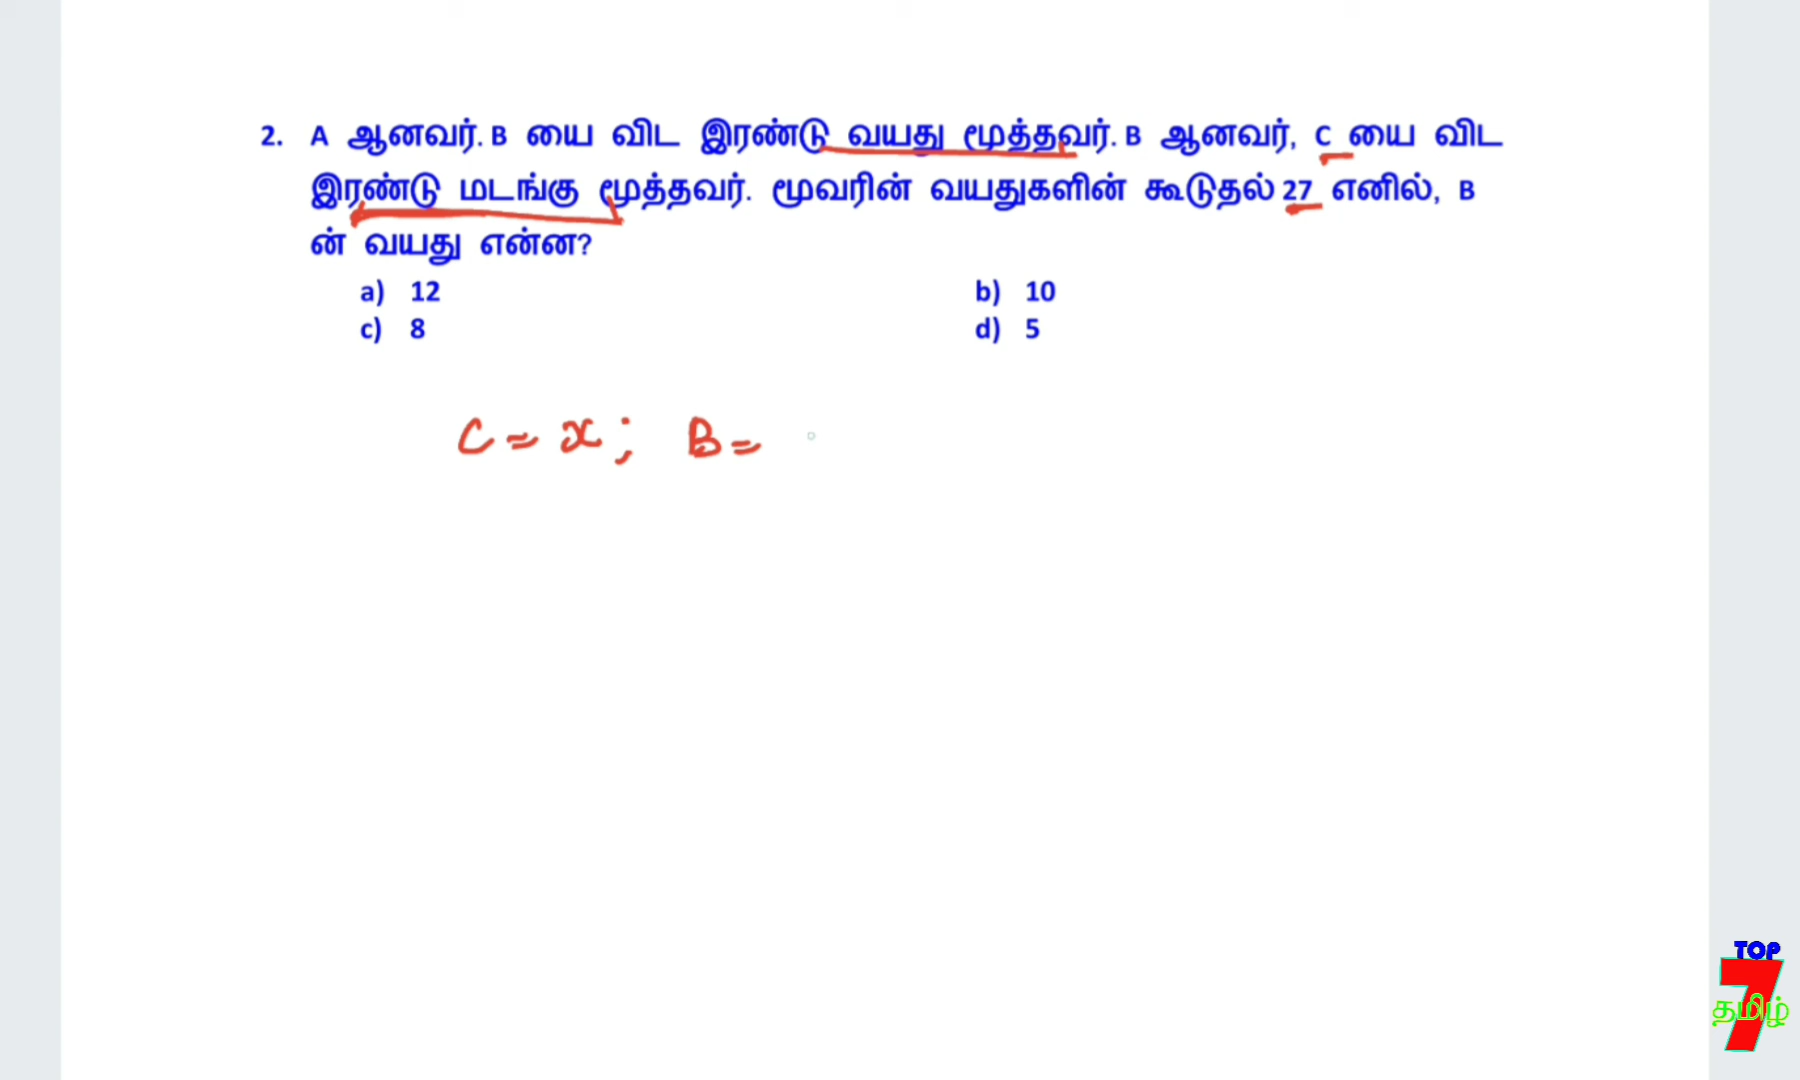 2. A ஆனவர். B யை விட இரண்டு வயது மூத்தவர். B ஆனவர், C யை விட
இரண்டு மடங்கு மூத்தவர். மூவரின் வயதுகளின் கூடுதல் 27 எனில், B
ன் வயது என்ன?
a) 12 b) 10
c) 8 d) 5
C = x; B =
TOP
7
தமிழ்